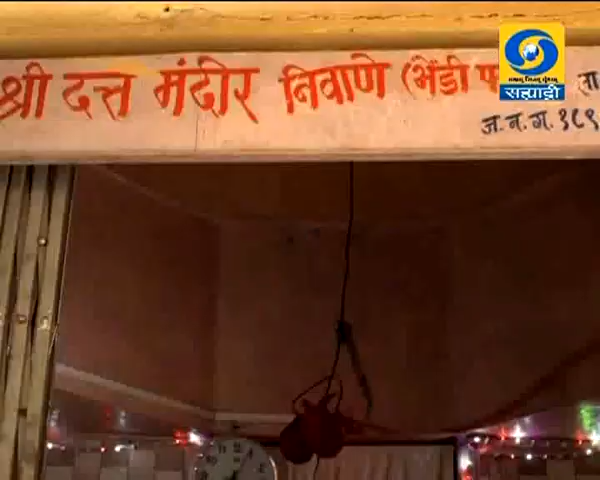 श्री दत्त मंदीर निवाणे (भेंडी
ज.न.ग.१८९
सह्याद्री